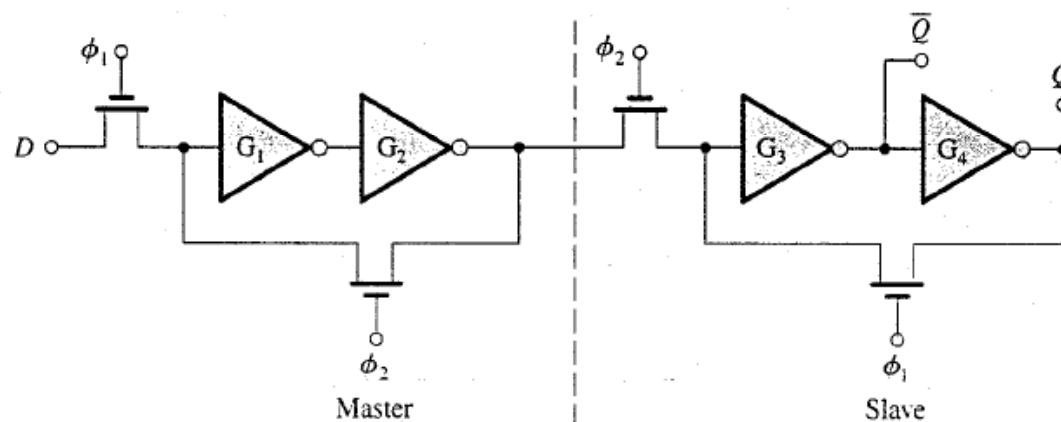 ϕ₁
ϕ₂
Q̅
Q
D
G₁
G₂
G₃
G₄
ϕ₂
ϕ₁
Master
Slave